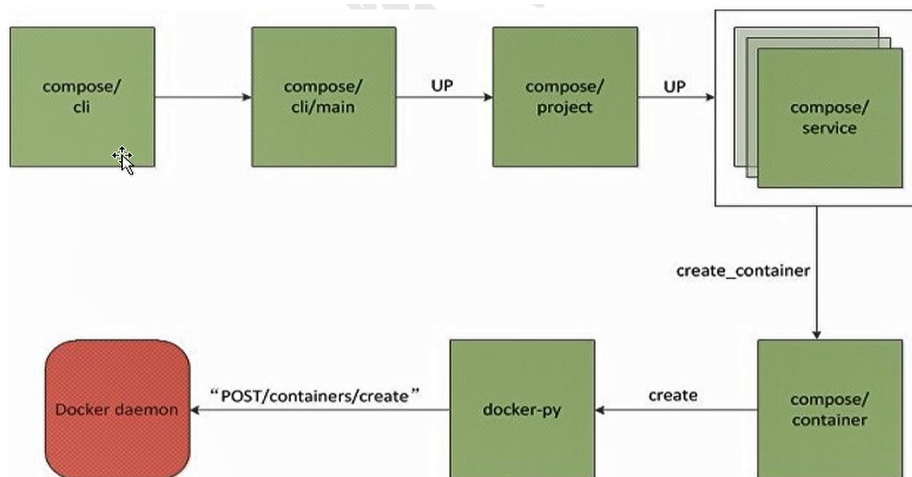 compose/
cli
compose/
cli/main
UP
compose/
project
UP
compose/
service
create_container
Docker daemon
“POST/containers/create”
docker-py
create
compose/
container